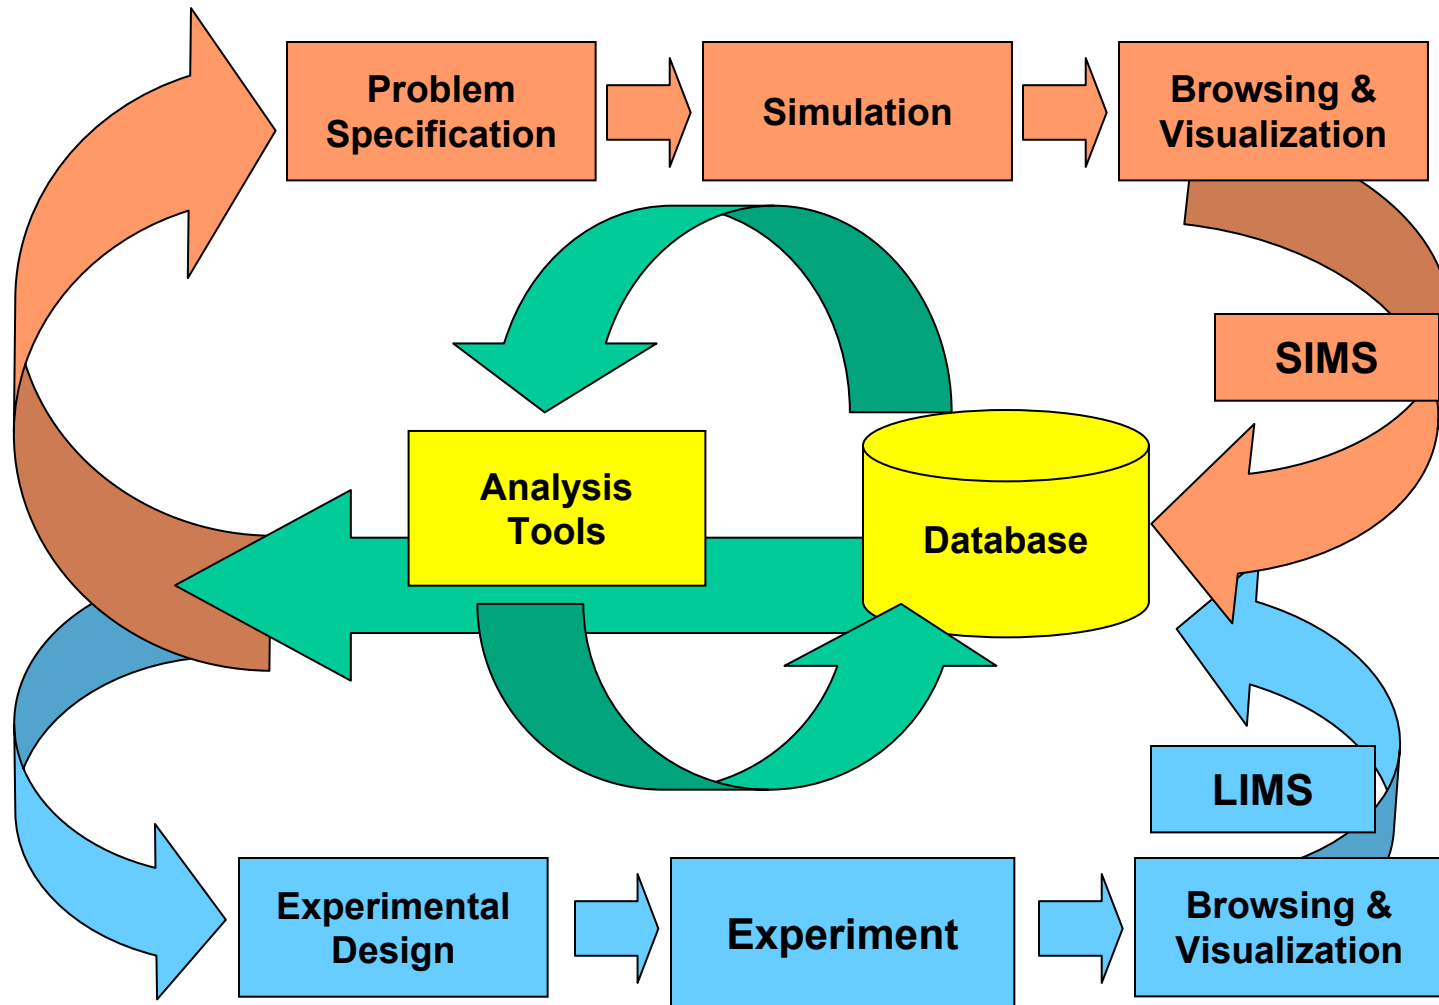 Problem
Specification
Simulation
Browsing &
Visualization
SIMS
Analysis
Tools
Database
LIMS
Experimental
Design
Experiment
Browsing &
Visualization